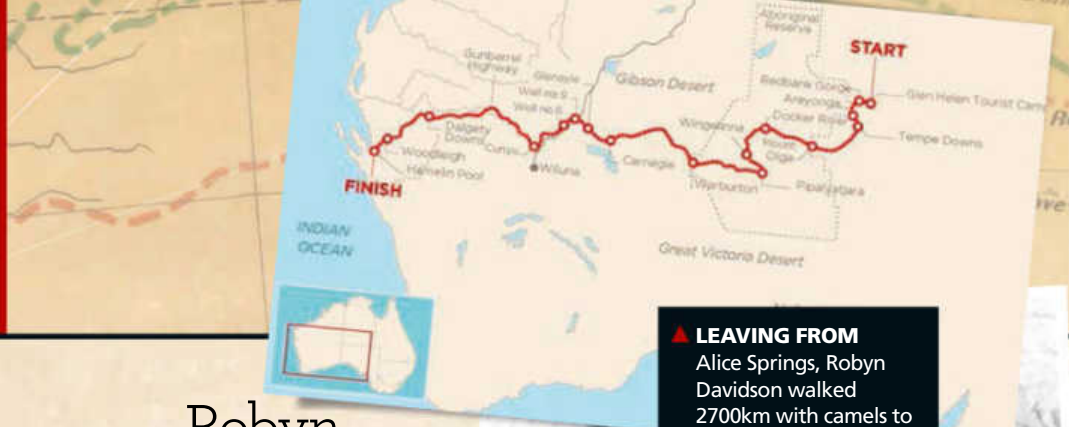 Aboriginal
Reserve
START
Gunbarrel
Highway
Glenayle
Gibson Desert
Redbank Gorge
Glen Helen Tourist Camp
Well no 9
Areyonga
Well no 6
Docker River
Wingelinna
Tempe Downs
Dalgety
Downs
Mount
Olga
Cunyu
Woodleigh
Carnegie
Wiluna
Hamelin Pool
FINISH
Warburton
Pipalyatjara
INDIAN
OCEAN
Great Victoria Desert
LEAVING FROM
Alice Springs, Robyn
Davidson walked
2700km with camels to
Robyn